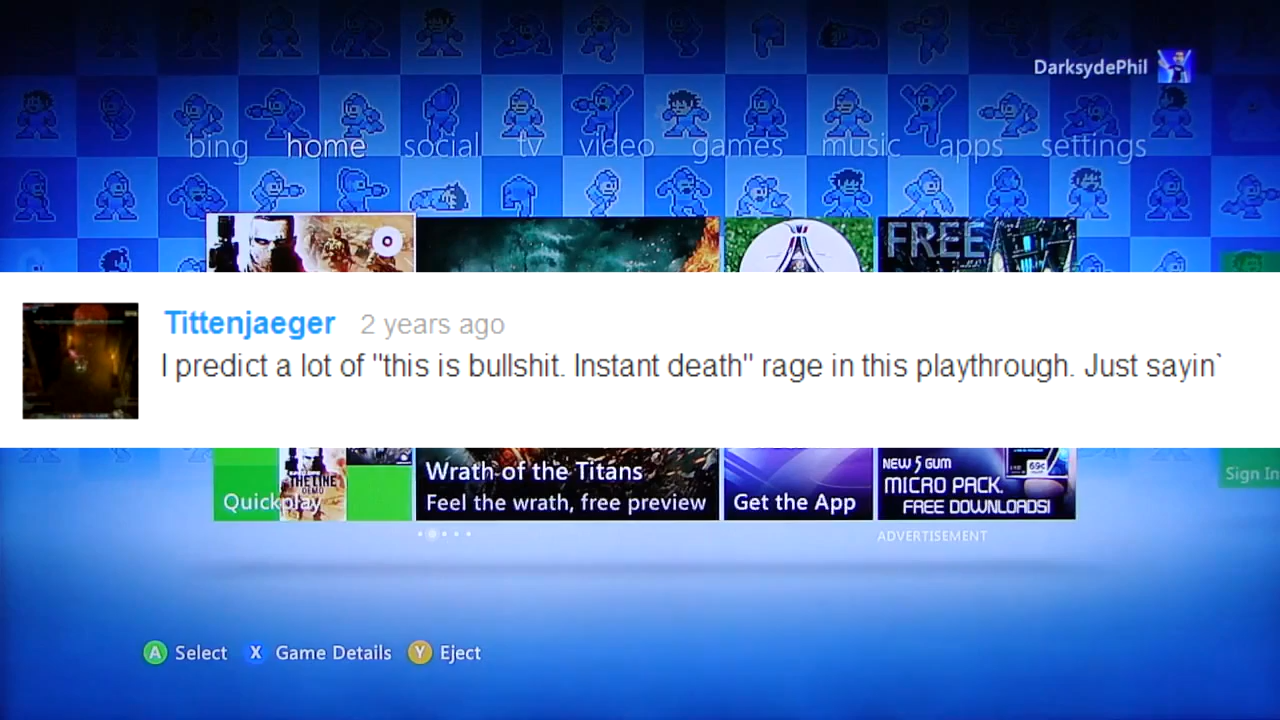 DarksydePhil
bing home social tv video games music apps settings
FREE
Tittenjaeger 2 years ago
I predict a lot of "this is bullshit. Instant death" rage in this playthrough. Just sayin`
Quickplay
THE LINE
DEMO
Wrath of the Titans
Feel the wrath, free preview
Get the App
NEW 5 GUM
MICRO PACK.
FREE DOWNLOADS!
69¢
ADVERTISEMENT
Sign In
A Select X Game Details Y Eject